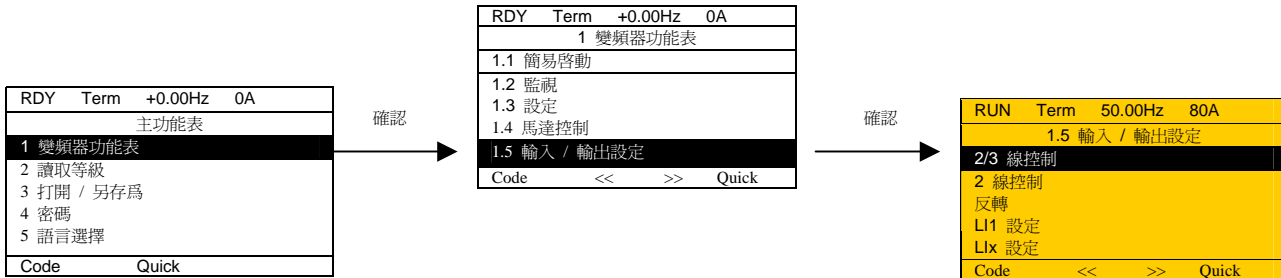 RDY Term +0.00Hz 0A
主功能表
1 變頻器功能表
2 讀取等級
3 打開 / 另存爲
4 密碼
5 語言選擇
Code Quick
確認
RDY Term +0.00Hz 0A
1 變頻器功能表
1.1 簡易啓動
1.2 監視
1.3 設定
1.4 馬達控制
1.5 輸入 / 輸出設定
Code << >> Quick
確認
RUN Term 50.00Hz 80A
1.5 輸入 / 輸出設定
2/3 線控制
2 線控制
反轉
LI1 設定
LIx 設定
Code << >> Quick